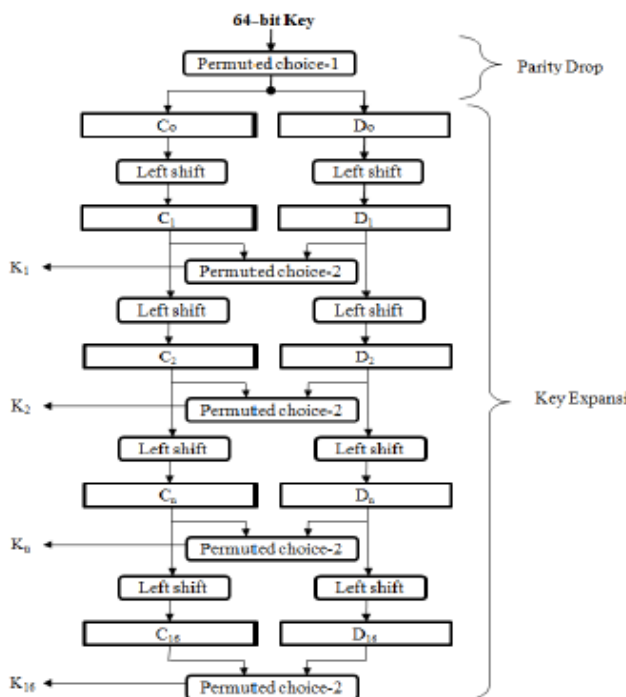 64-bit Key
Permuted choice-1
Parity Drop
C₀ D₀
Left shift Left shift
C₁ D₁
K₁ Permuted choice-2
Left shift Left shift
C₂ D₂
K₂ Permutted choice-2
Key Expansi
Left shift Left shift
Cₙ Dₙ
Kₙ Permuted choice-2
Left shift Left shift
C₁₆ D₁₆
K₁₆ Permuted choice-2